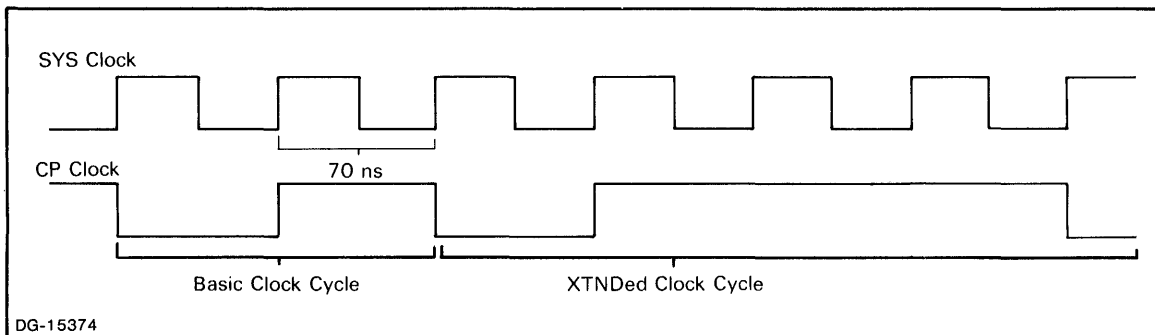 SYS Clock
70 ns
CP Clock
Basic Clock Cycle
XTNDed Clock Cycle
DG-15374